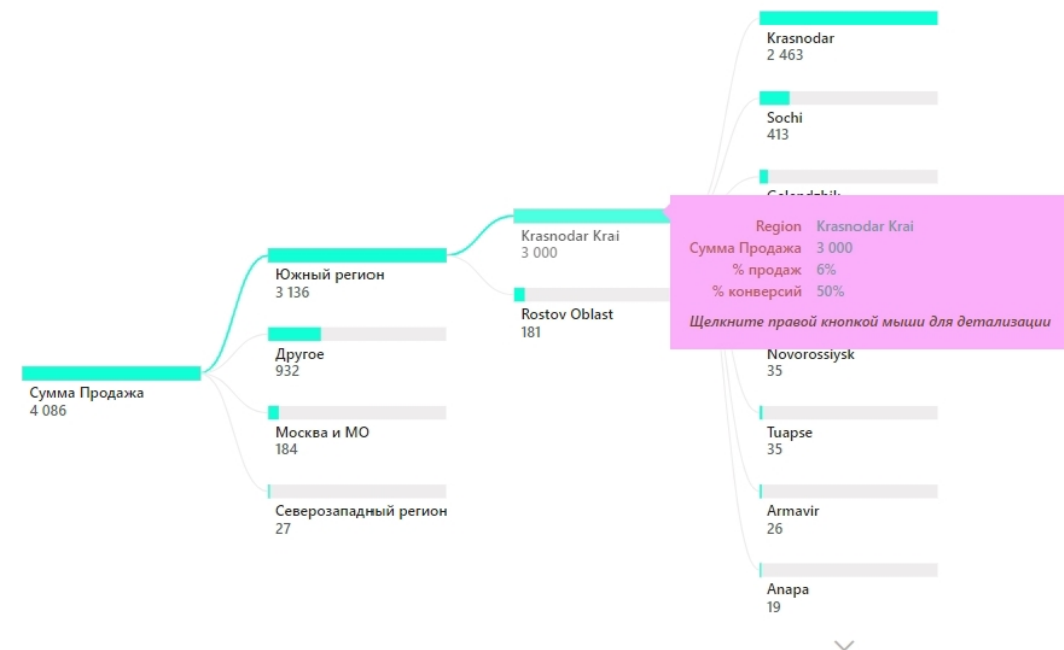 Сумма Продажа
4 086
Южный регион
3 136
Другое
932
Москва и МО
184
Северозападный регион
27
Krasnodar Krai
3 000
Rostov Oblast
181
Krasnodar
2 463
Sochi
413
Region Krasnodar Krai
Сумма Продажа 3 000
% продаж 6%
% конверсий 50%
Щелкните правой кнопкой мыши для детализации
Novorossiysk
35
Tuapse
35
Armavir
26
Anapa
19